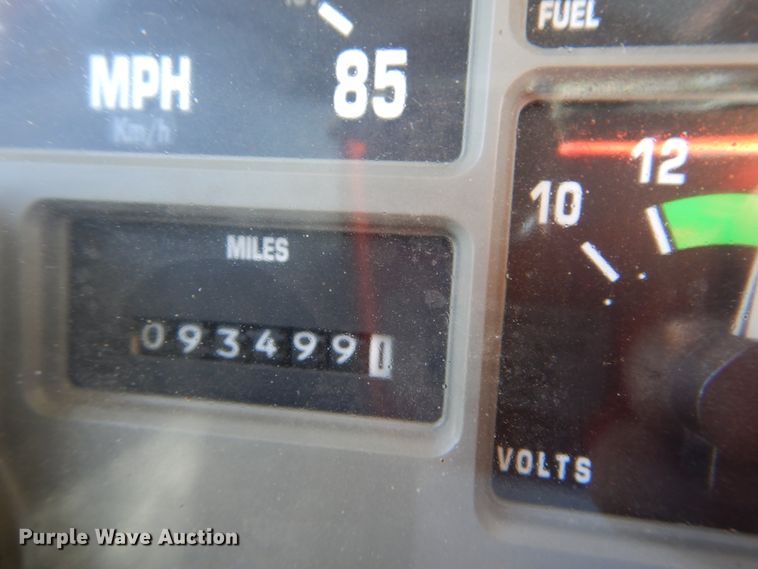 FUEL
MPH
Km/h
85
12
10
MILES
0934991
VOLTS
Purple Wave Auction